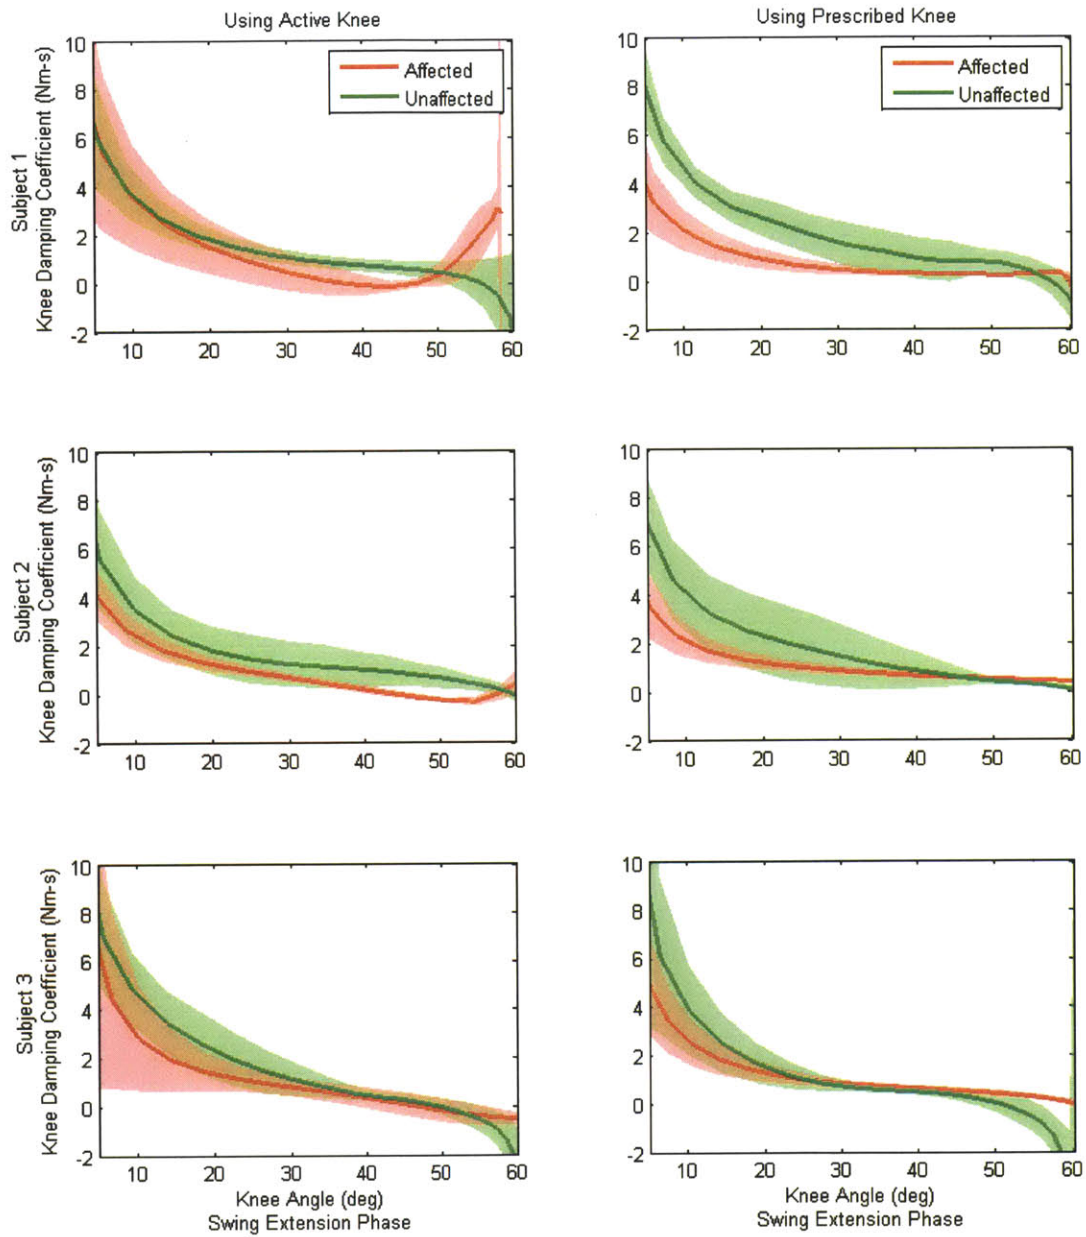 Using Active Knee
Using Prescribed Knee
Subject 1
Knee Damping Coefficient (Nm-s)
10
8
6
4
2
0
-2
Affected
Unaffected
10 20 30 40 50 60
10
8
6
4
2
0
-2
Affected
Unaffected
10 20 30 40 50 60
Subject 2
Knee Damping Coefficient (Nm-s)
10
8
6
4
2
0
-2
10 20 30 40 50 60
10
8
6
4
2
0
-2
10 20 30 40 50 60
Subject 3
Knee Damping Coefficient (Nm-s)
10
8
6
4
2
0
-2
10 20 30 40 50 60
Knee Angle (deg)
Swing Extension Phase
10
8
6
4
2
0
-2
10 20 30 40 50 60
Knee Angle (deg)
Swing Extension Phase